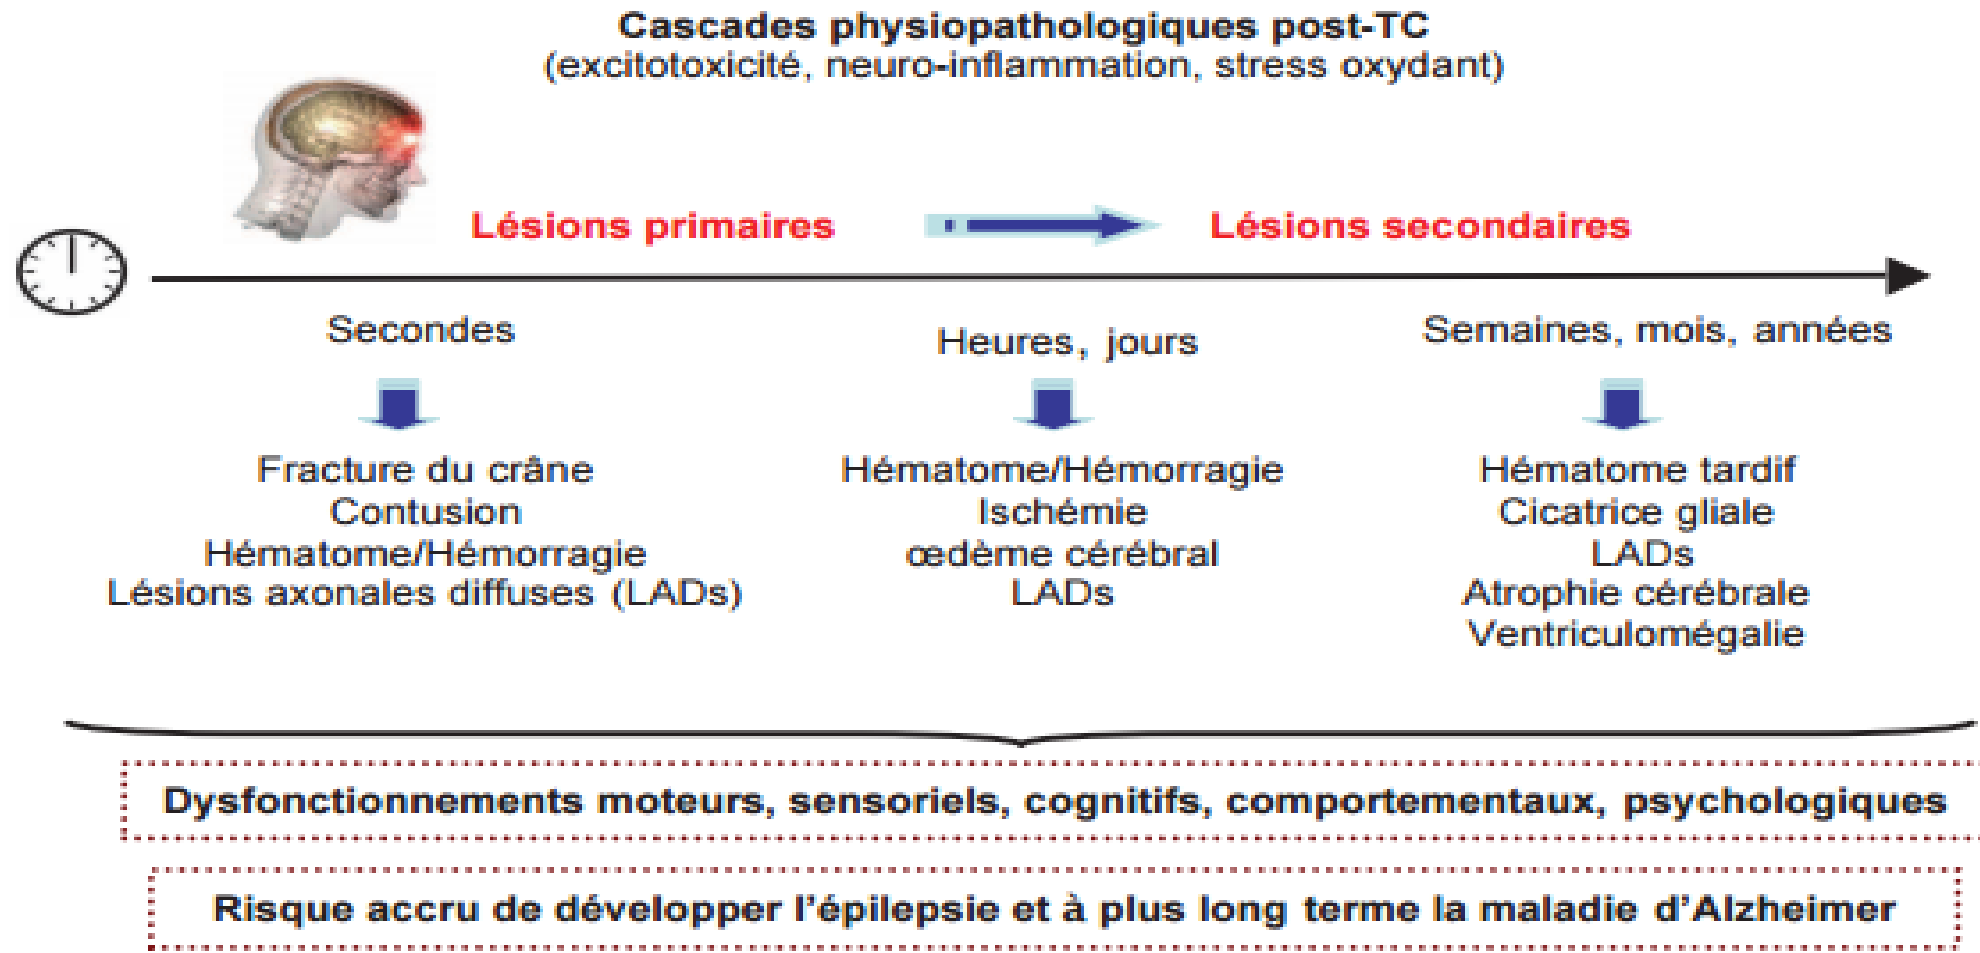 Cascades physiopathologiques post-TC
(excitotoxicité, neuro-inflammation, stress oxydant)
Lésions primaires
Lésions secondaires
Secondes
Heures, jours
Semaines, mois, années
Fracture du crâne
Contusion
Hématome/Hémorragie
Lésions axonales diffuses (LADs)
Hématome/Hémorragie
Ischémie
œdème cérébral
LADs
Hématome tardif
Cicatrice gliale
LADs
Atrophie cérébrale
Ventriculomégalie
Dysfonctionnements moteurs, sensoriels, cognitifs, comportementaux, psychologiques
Risque accru de développer l'épilepsie et à plus long terme la maladie d'Alzheimer